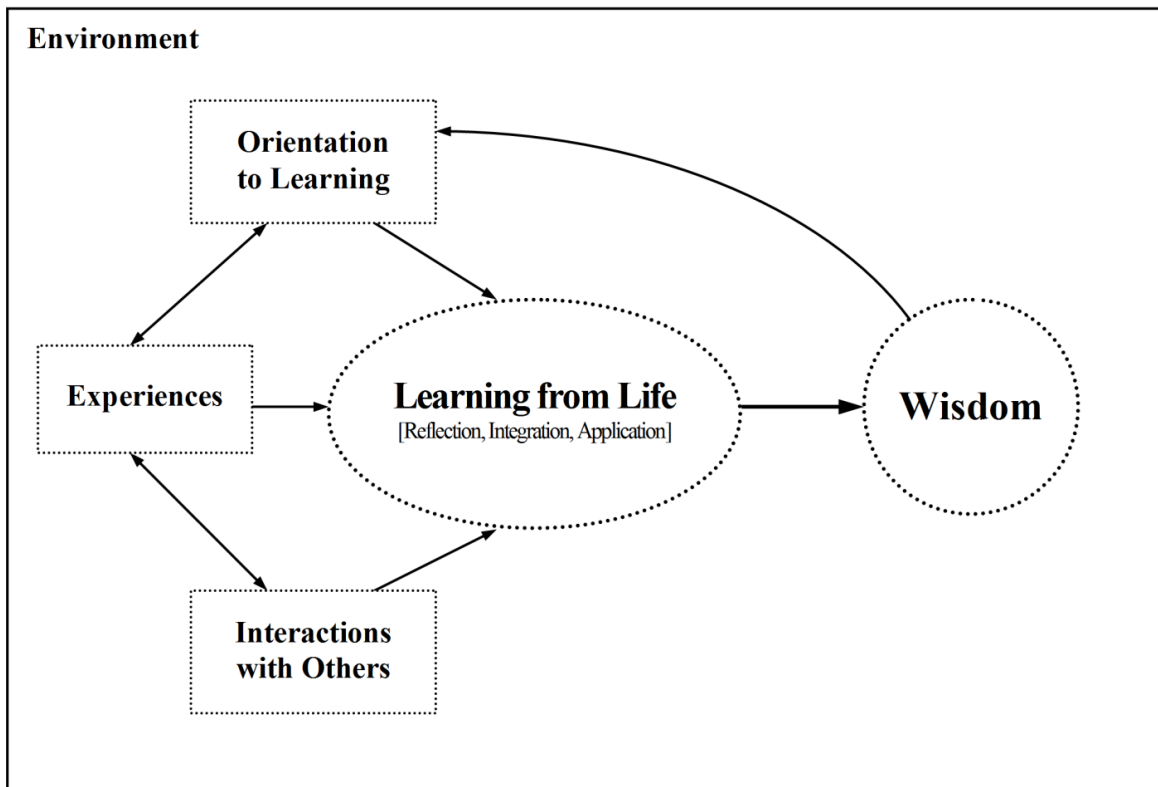 Environment
Orientation
to Learning
Experiences
Learning from Life
[Reflection, Integration, Application]
Wisdom
Interactions
with Others